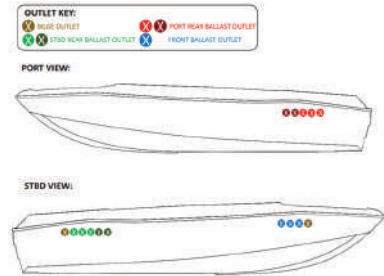 OUTLET KEY:
X BILGE OUTLET X X PORT REAR BALLAST OUTLET
X X STBD REAR BALLAST OUTLET X FRONT BALLAST OUTLET
PORT VIEW:
X X X X X
STBD VIEW:
X X X X
X X X X X X